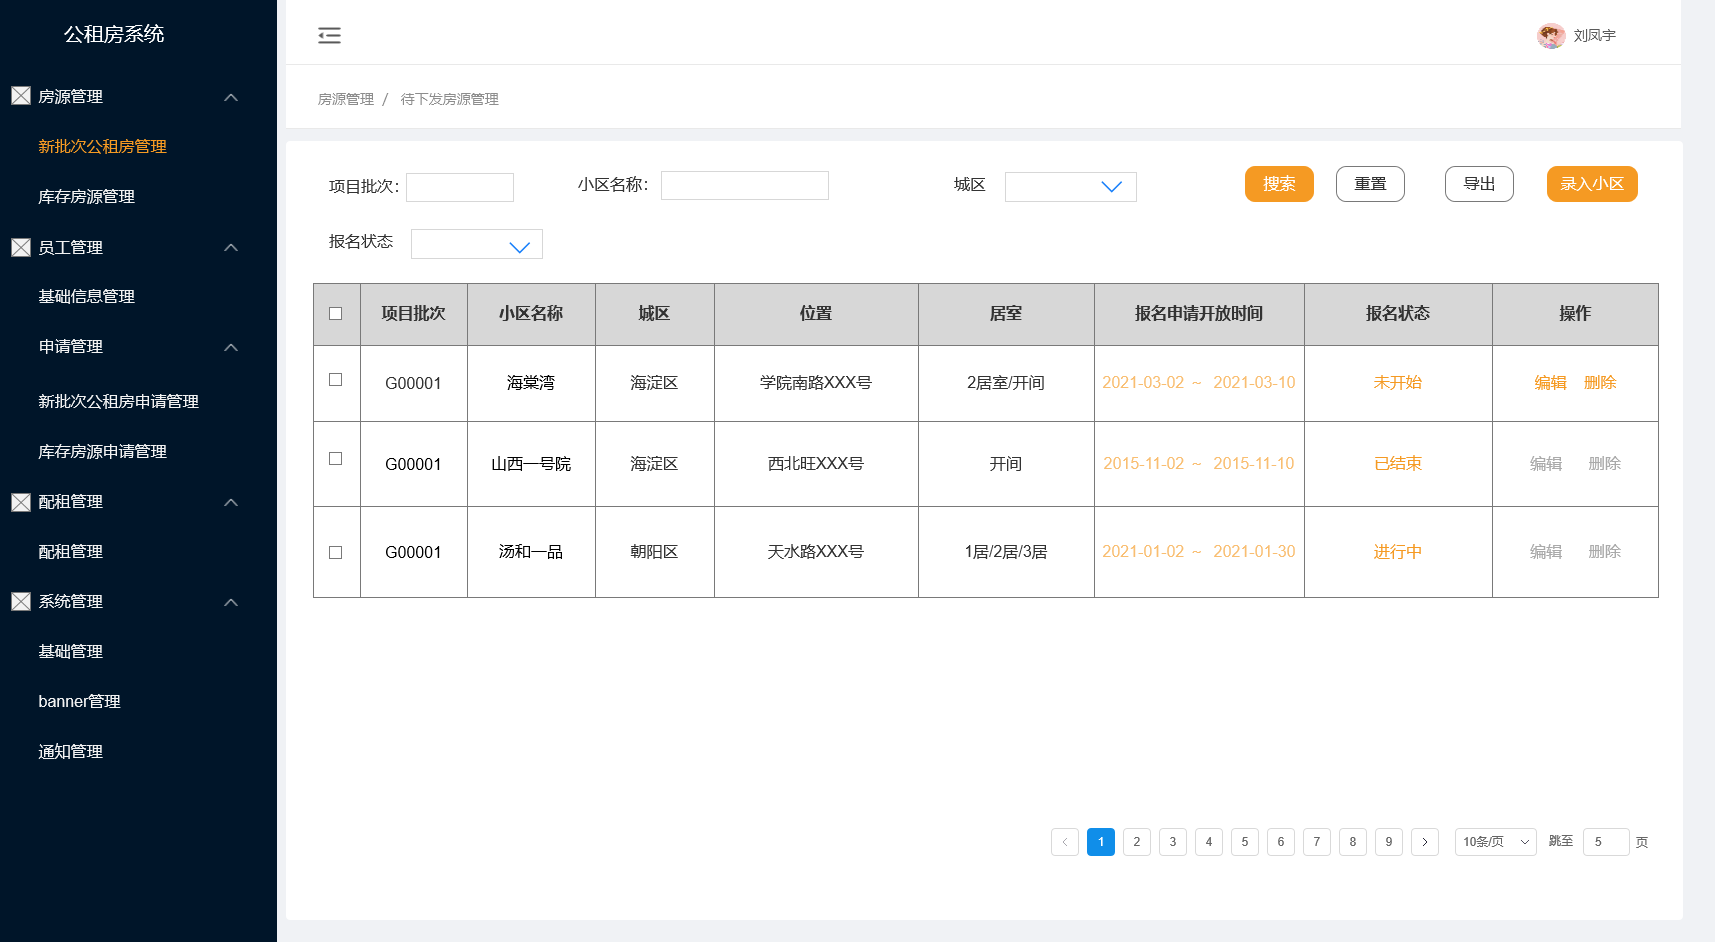 公租房系统
房源管理
新批次公租房管理
库存房源管理
员工管理
基础信息管理
申请管理
新批次公租房申请管理
库存房源申请管理
配租管理
配租管理
系统管理
基础管理
banner管理
通知管理
刘凤宇
房源管理 / 待下发房源管理
项目批次: 小区名称: 城区 搜索 重置 导出 录入小区
报名状态
项目批次 小区名称 城区 位置 居室 报名申请开放时间 报名状态 操作
G00001 海棠湾 海淀区 学院南路XXX号 2居室/开间 2021-03-02 ~ 2021-03-10 未开始 编辑 删除
G00001 山西一号院 海淀区 西北旺XXX号 开间 2015-11-02 ~ 2015-11-10 已结束 编辑 删除
G00001 汤和一品 朝阳区 天水路XXX号 1居/2居/3居 2021-01-02 ~ 2021-01-30 进行中 编辑 删除
1 2 3 4 5 6 7 8 9 10条/页 跳至 5 页